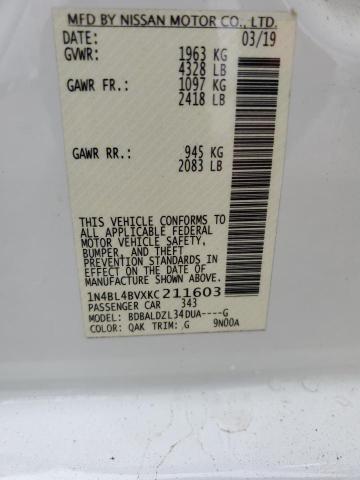 MFD BY NISSAN MOTOR CO., LTD.
DATE: 03/19
GVWR: 1963 KG
4328 LB
GAWR FR.: 1097 KG
2418 LB
GAWR RR.: 945 KG
2083 LB
THIS VEHICLE CONFORMS TO
ALL APPLICABLE FEDERAL
MOTOR VEHICLE SAFETY,
BUMPER, AND THEFT
PREVENTION STANDARDS IN
EFFECT ON THE DATE OF
MANUFACTURE SHOWN ABOVE.
1N4BL4BVXKC211603
PASSENGER CAR 343
MODEL: BDBALDZL34DUA----G
COLOR: QAK TRIM: G 9N00A